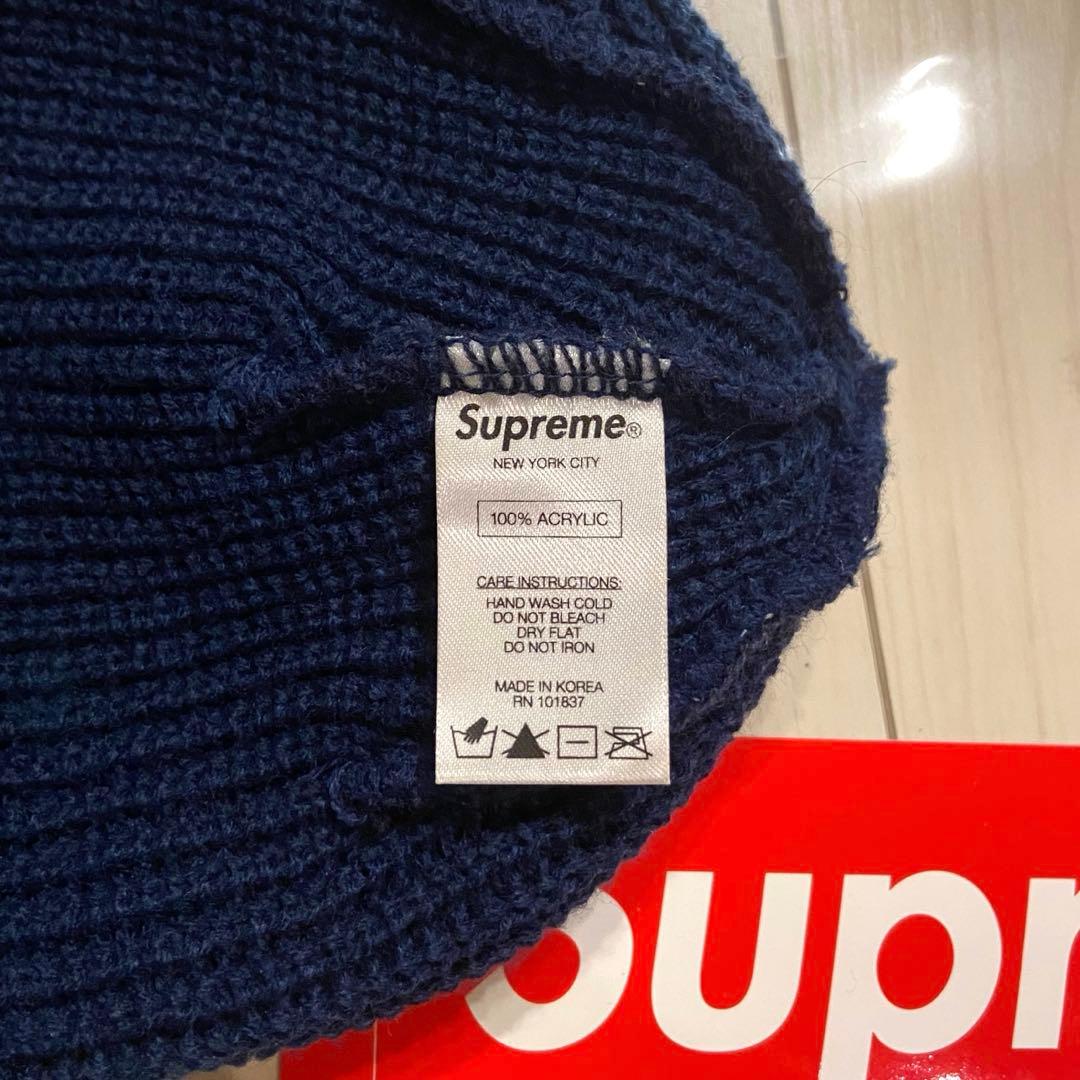 Supreme®
NEW YORK CITY
100% ACRYLIC
CARE INSTRUCTIONS:
HAND WASH COLD
DO NOT BLEACH
DRY FLAT
DO NOT IRON
MADE IN KOREA
RN 101837
Supr